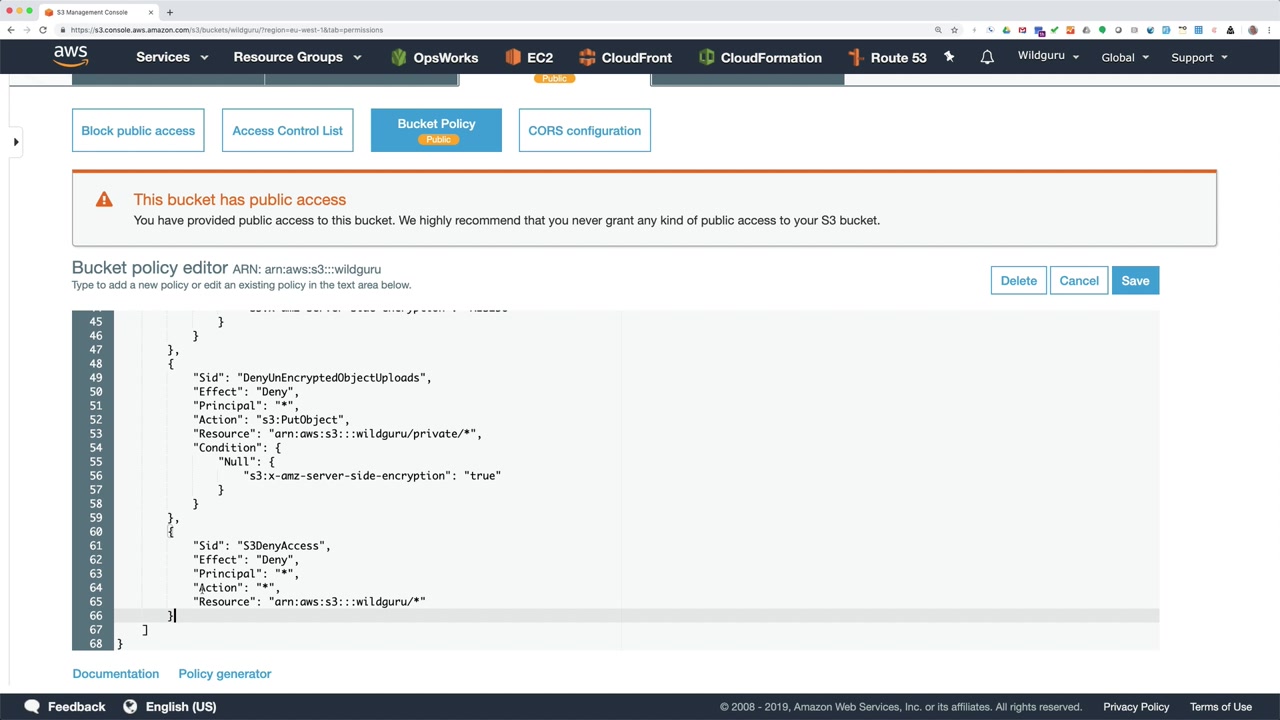 S3 Management Console
https://s3.console.aws.amazon.com/s3/buckets/wildguru/?region=eu-west-1&tab=permissions
aws Services Resource Groups OpsWorks EC2 CloudFront CloudFormation Route 53 Wildguru Global Support
Public
Block public access Access Control List Bucket Policy CORS configuration
Public
This bucket has public access
You have provided public access to this bucket. We highly recommend that you never grant any kind of public access to your S3 bucket.
Bucket policy editor ARN: arn:aws:s3:::wildguru
Type to add a new policy or edit an existing policy in the text area below.
Delete Cancel Save
45 }
46 }
47 },
48 {
49 "Sid": "DenyUnEncryptedObjectUploads",
50 "Effect": "Deny",
51 "Principal": "*",
52 "Action": "s3:PutObject",
53 "Resource": "arn:aws:s3:::wildguru/private/*",
54 "Condition": {
55 "Null": {
56 "s3:x-amz-server-side-encryption": "true"
57 }
58 }
59 },
60 {
61 "Sid": "S3DenyAccess",
62 "Effect": "Deny",
63 "Principal": "*",
64 "Action": "*",
65 "Resource": "arn:aws:s3:::wildguru/*"
66 }
67 ]
68 }
Documentation Policy generator
Feedback English (US) © 2008 - 2019, Amazon Web Services, Inc. or its affiliates. All rights reserved. Privacy Policy Terms of Use